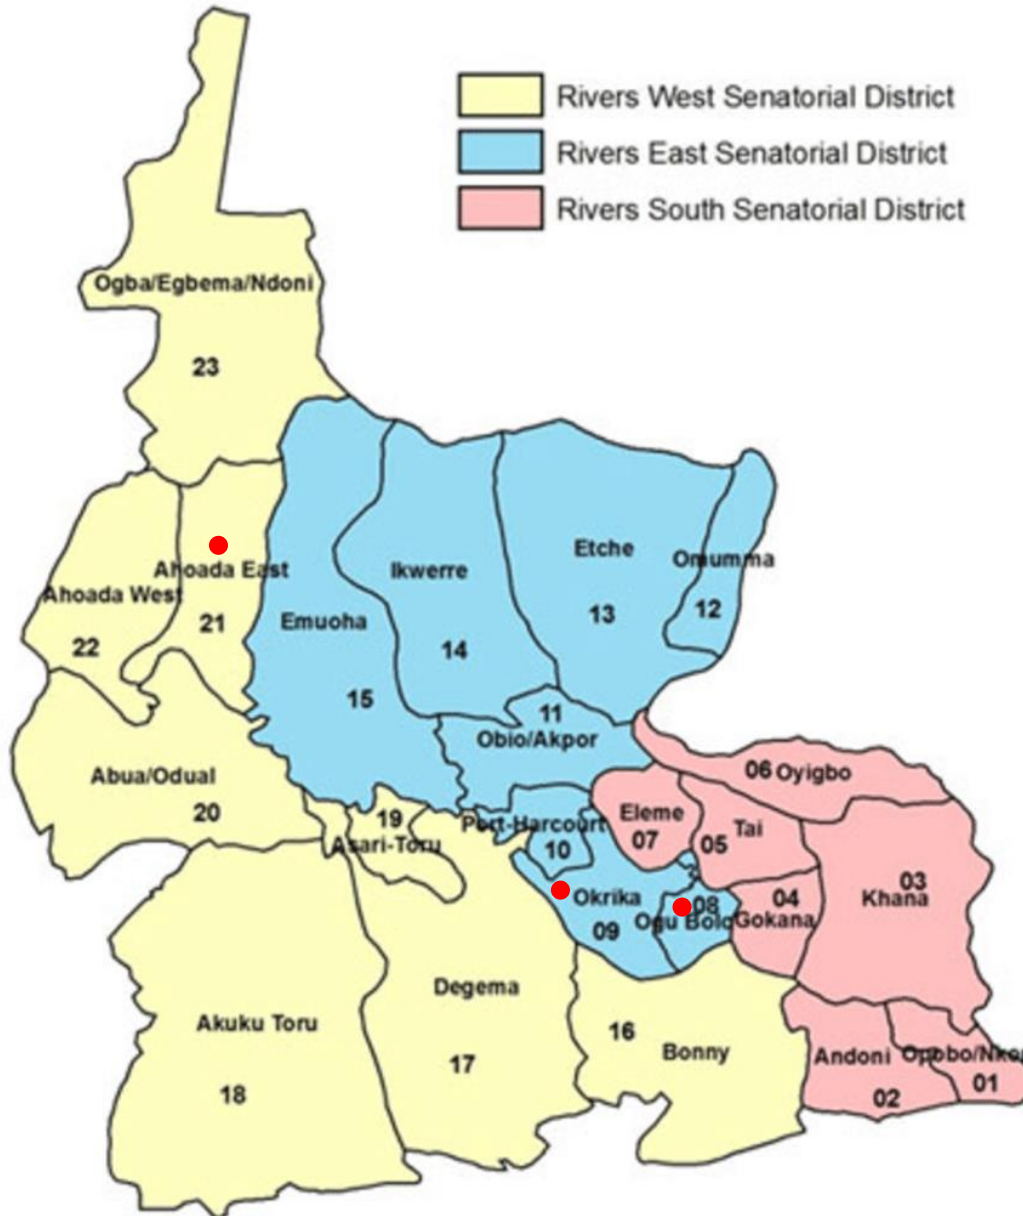 Rivers West Senatorial District
Rivers East Senatorial District
Rivers South Senatorial District
Ogba/Egbema/Ndoni
23
Ahoada East
21
Ahoada West
22
Emuoha
15
Ikwerre
14
Etche
13
Omumma
12
11
Obio/Akpor
Abua/Odual
20
19
Asari-Toru
Port-Harcourt
10
Eleme
07
06 Oyigbo
Tai
05
03
Khana
04
Gokana
Okrika
09
08
Ogu Bolo
Degema
17
Akuku Toru
18
16
Bonny
Andoni
02
01